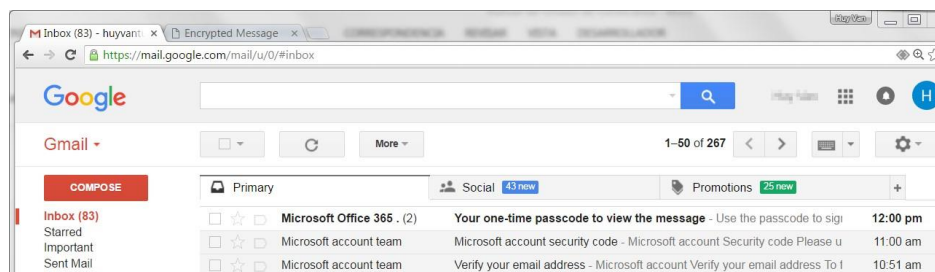 Huy Van
M Inbox (83) - huyvant × Encrypted Message ×
https://mail.google.com/mail/u/0/#inbox
Google
H
Gmail More 1–50 of 267
COMPOSE Primary Social 43 new Promotions 25 new +
Inbox (83) Microsoft Office 365 . (2) Your one-time passcode to view the message - Use the passcode to sign 12:00 pm
Starred
Important Microsoft account team Microsoft account security code - Microsoft account Security code Please u 11:00 am
Sent Mail Microsoft account team Verify your email address - Microsoft account Verify your email address To f 10:51 am